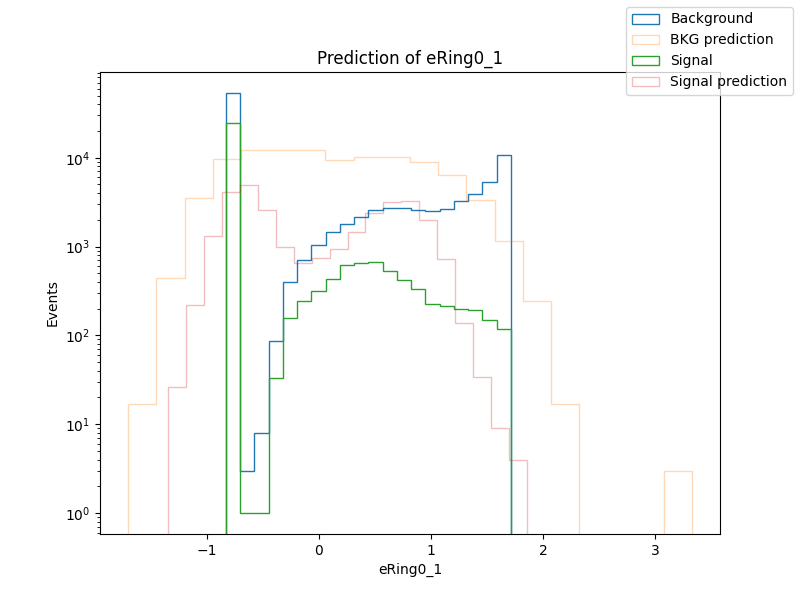 Background
BKG prediction
Signal
Signal prediction
Prediction of eRing0_1
10⁴
10³
10²
10¹
10⁰
Events
−1 0 1 2 3
eRing0_1